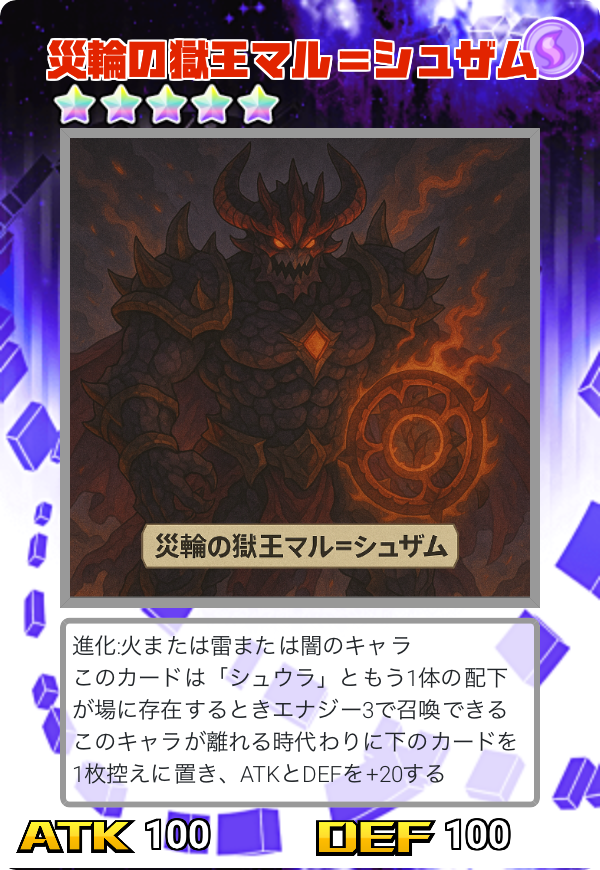 災輪の獄王マル＝シュザム
災輪の獄王マル=シュザム
進化:火または雷または闇のキャラ
このカードは「シュウラ」ともう1体の配下
が場に存在するときエナジー3で召喚できる
このキャラが離れる時代わりに下のカードを
1枚控えに置き、ATKとDEFを+20する
ATK 100 DEF 100